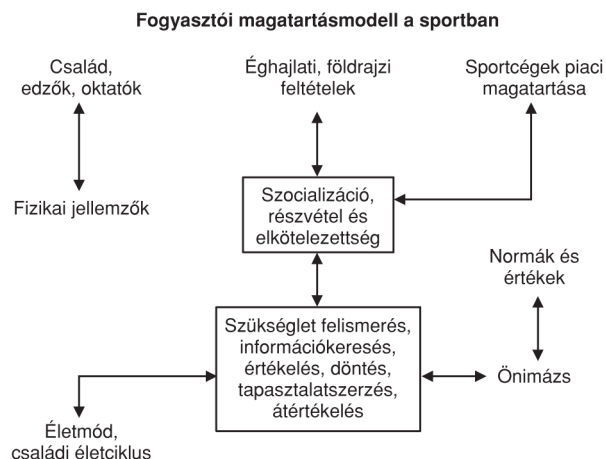 Fogyasztói magatartásmodell a sportban
Család,
edzők, oktatók
Éghajlati, földrajzi
feltételek
Sportcégek piaci
magatartása
Fizikai jellemzők
Szocializáció,
részvétel és
elkötelezettség
Normák és
értékek
Szükséglet felismerés,
információkeresés,
értékelés, döntés,
tapasztalatszerzés,
átértékelés
Önimázs
Életmód,
családi életciklus